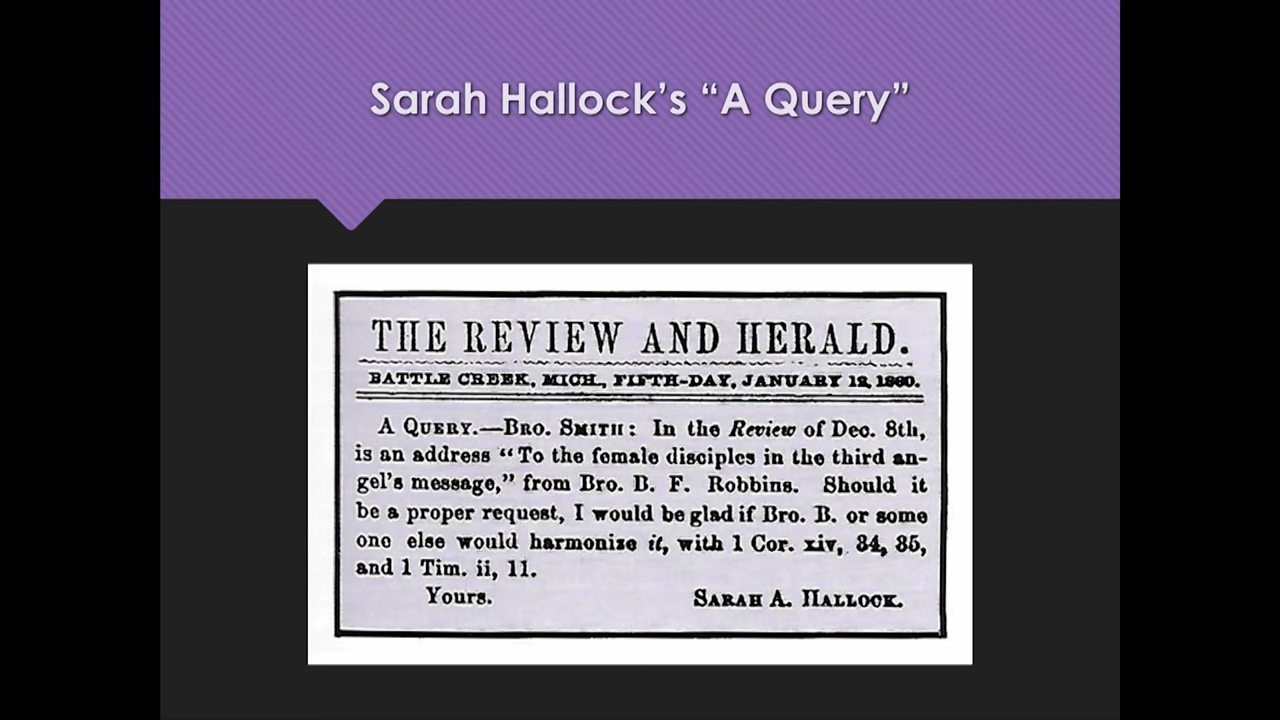 Sarah Hallock’s “A Query”
THE REVIEW AND HERALD.
BATTLE CREEK, MICH., FIFTH-DAY, JANUARY 12, 1860.
A QUERY.—BRO. SMITH: In the Review of Dec. 8th,
is an address “To the female disciples in the third an-
gel’s message,” from Bro. B. F. Robbins. Should it
be a proper request, I would be glad if Bro. B. or some
one else would harmonize it, with 1 Cor. xiv, 34, 35,
and 1 Tim. ii, 11.
Yours. SARAH A. HALLOCK.